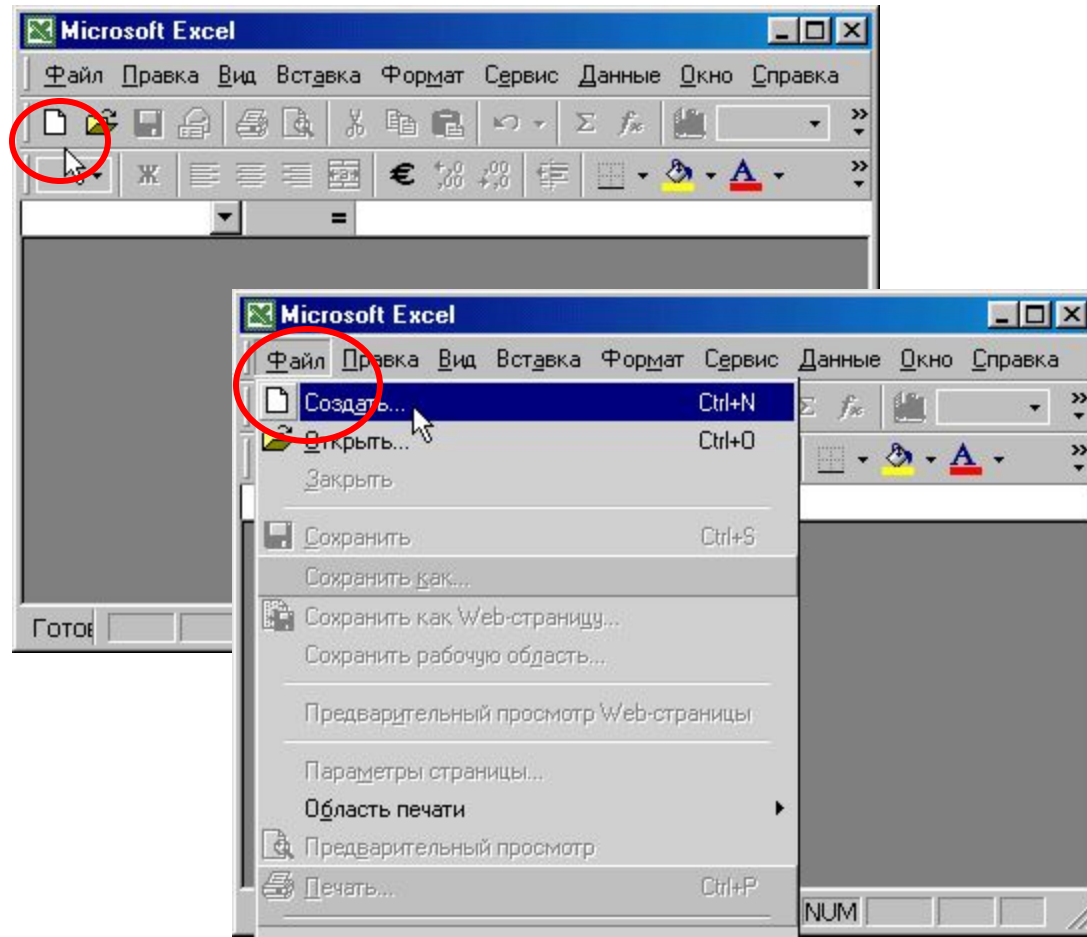 Microsoft Excel
Файл Правка Вид Вставка Формат Сервис Данные Окно Справка
Ж € Σ fx A
=
Готов
Microsoft Excel
Файл Правка Вид Вставка Формат Сервис Данные Окно Справка
Создать... Ctrl+N
Открыть... Ctrl+O
Закрыть
Сохранить Ctrl+S
Сохранить как...
Сохранить как Web-страницу...
Сохранить рабочую область...
Предварительный просмотр Web-страницы
Параметры страницы...
Область печати
Предварительный просмотр
Печать... Ctrl+P
NUM